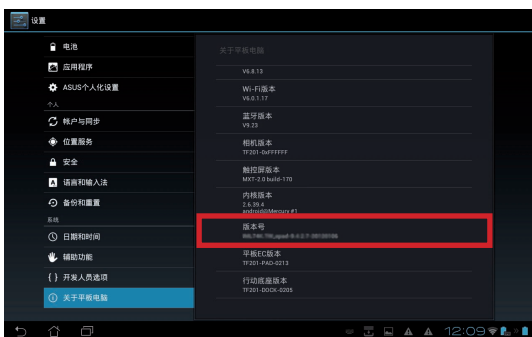 设置
电池
应用程序
ASUS个人化设置
个人
帐户与同步
位置服务
安全
语言和输入法
备份和重置
系统
日期和时间
辅助功能
开发人员选项
关于平板电脑
关于平板电脑
V6.8.13
Wi-Fi版本
V6.0.1.17
蓝牙版本
V9.23
相机版本
TF201-0xFFFFFF
触控屏版本
MXT-2.0 build-170
内核版本
2.6.39.4
android@Mercury #1
版本号
平板EC版本
TF201-PAD-0213
行动底座版本
TF201-DOCK-0205
12:09